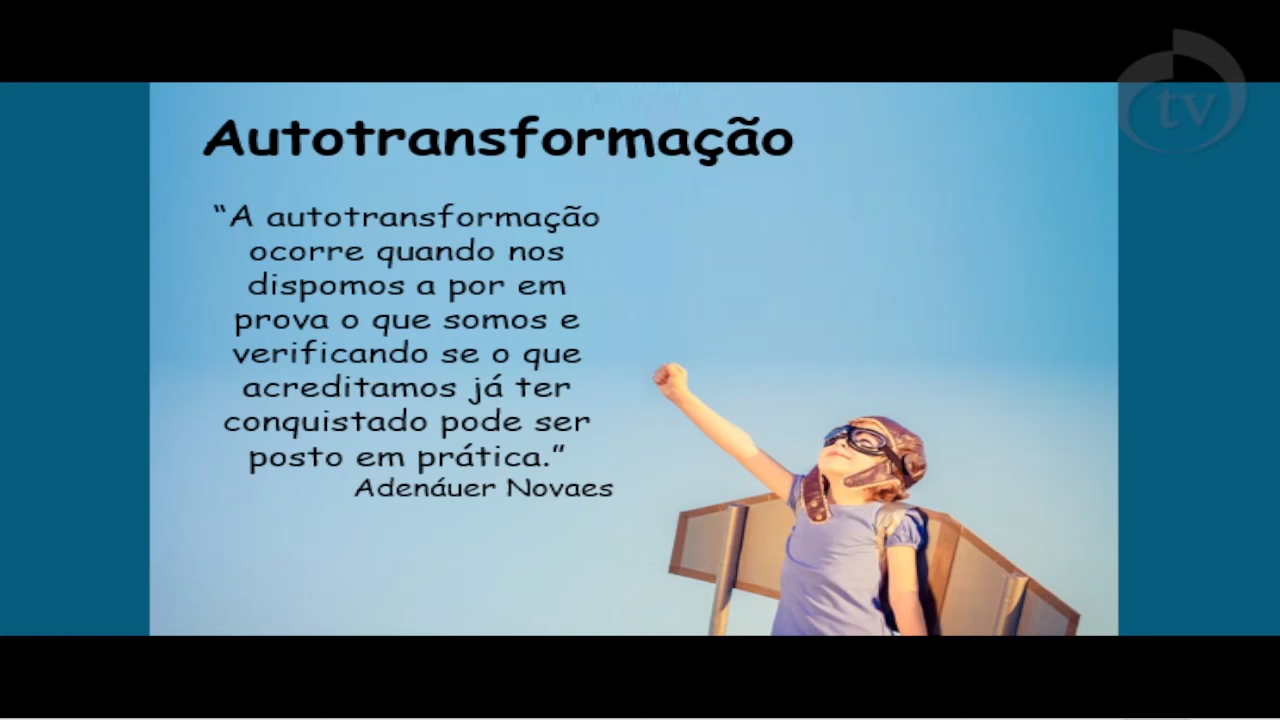 tv
Autotransformação
“A autotransformação
ocorre quando nos
dispomos a por em
prova o que somos e
verificando se o que
acreditamos já ter
conquistado pode ser
posto em prática.”
Adenáuer Novaes